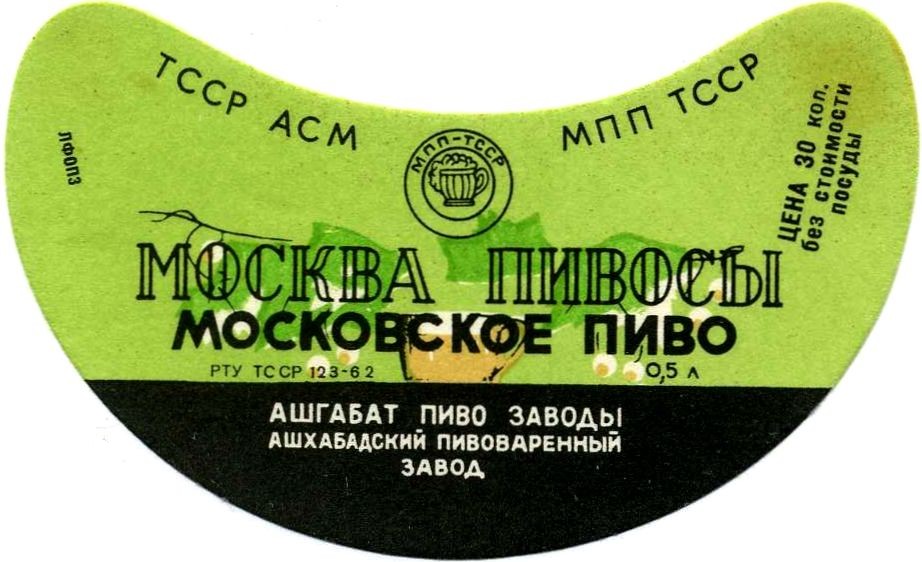 ТССР АСМ
МПП ТССР
ЛФОПЗ
МПП-ТССР
ЦЕНА 30 коп.
без стоимости
посуды
МОСКВА ПИВОСЫ
МОСКОВСКОЕ ПИВО
РТУ ТССР 123-62
0,5 л
АШГАБАТ ПИВО ЗАВОДЫ
АШХАБАДСКИЙ ПИВОВАРЕННЫЙ
ЗАВОД